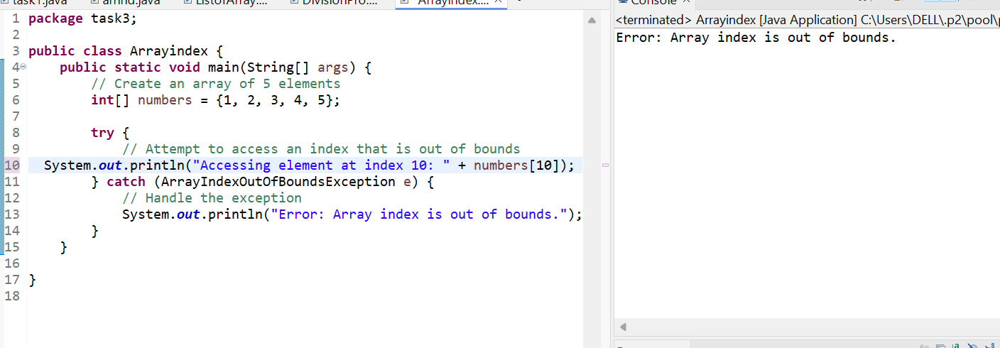 task1.java
amna.java
ListofArray....
DivisionPro....
Arrayindex....
1 package task3;
2
3 public class Arrayindex {
4 public static void main(String[] args) {
5 // Create an array of 5 elements
6 int[] numbers = {1, 2, 3, 4, 5};
7
8 try {
9 // Attempt to access an index that is out of bounds
10 System.out.println("Accessing element at index 10: " + numbers[10]);
11 } catch (ArrayIndexOutOfBoundsException e) {
12 // Handle the exception
13 System.out.println("Error: Array index is out of bounds.");
14 }
15 }
16
17 }
18
Console
<terminated> Arrayindex [Java Application] C:\Users\DELL\.p2\pool\
Error: Array index is out of bounds.